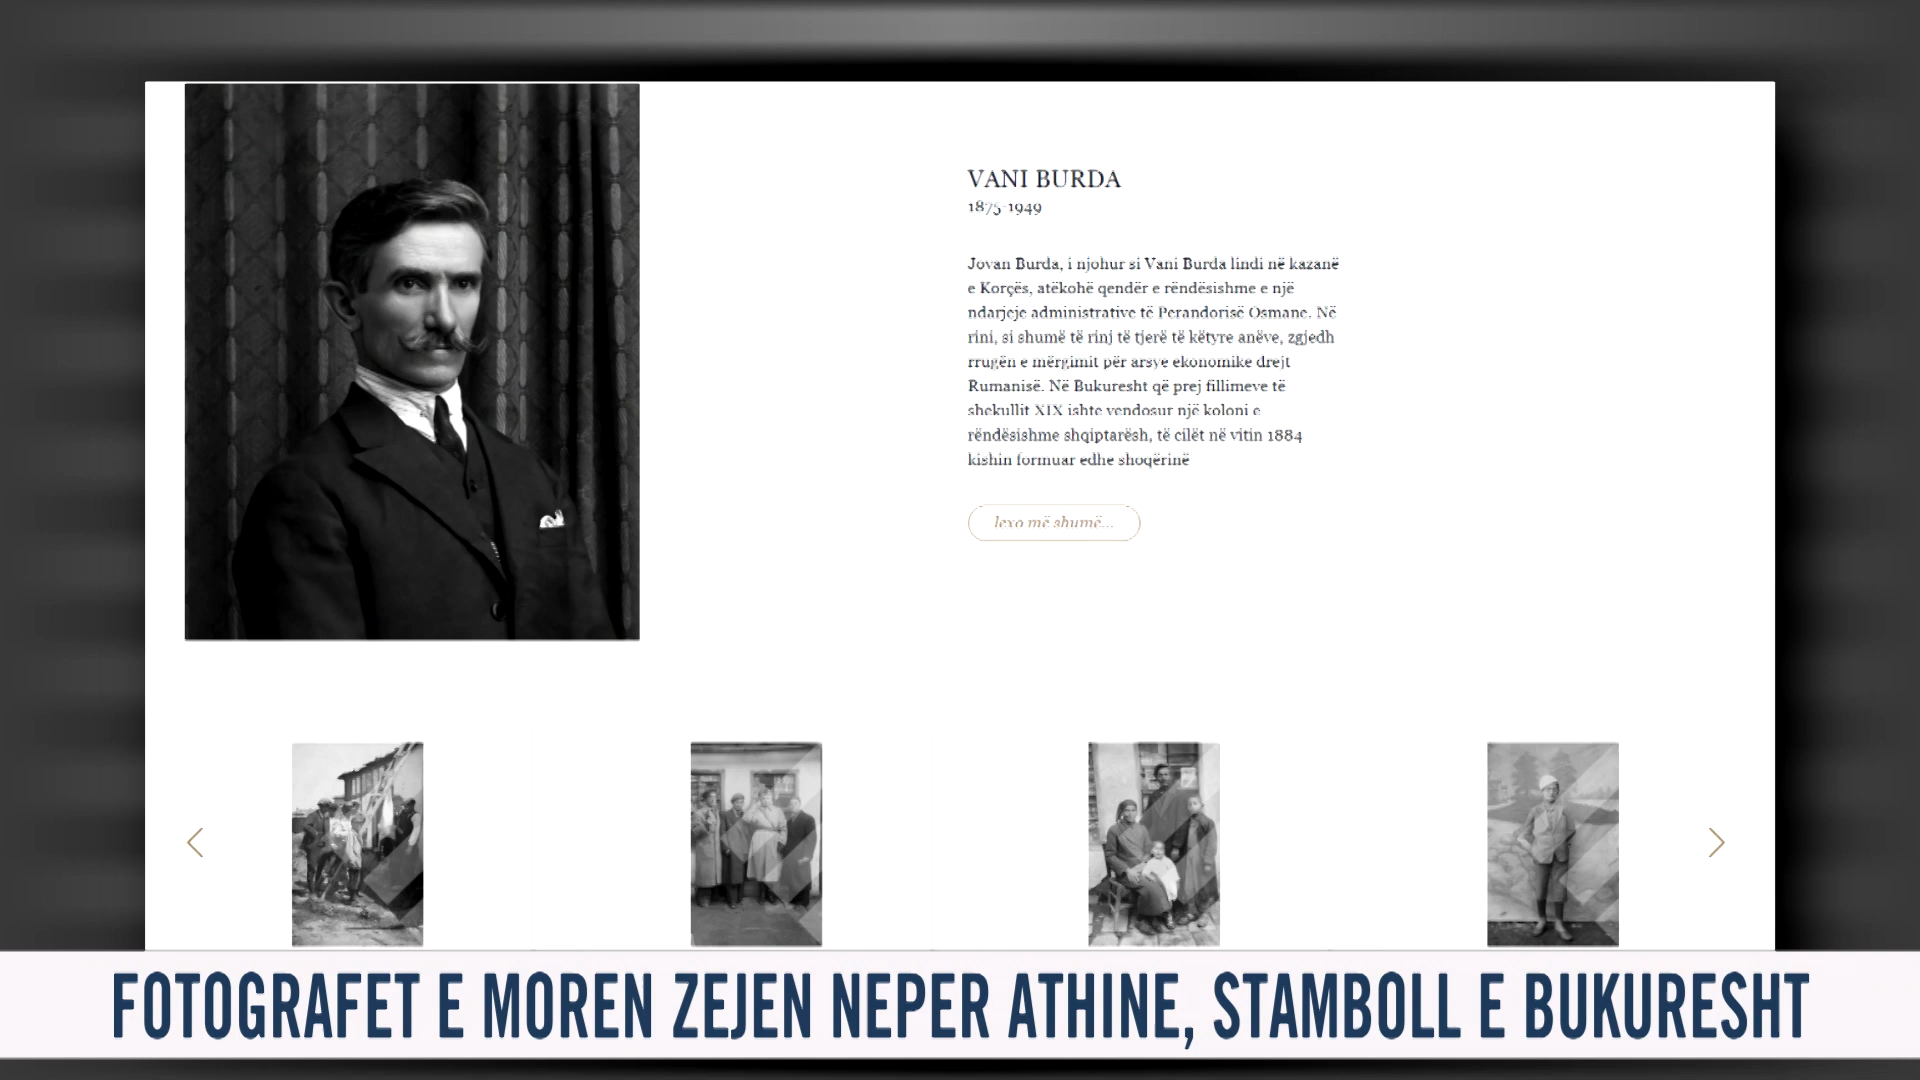 VANI BURDA
1875-1949
Jovan Burda, i njohur si Vani Burda lindi në kazanë
e Korçës, atëkohë qendër e rëndësishme e një
ndarjeje administrative të Perandorisë Osmane. Në
rini, si shumë të rinj të tjerë të këtyre anëve, zgjedh
rrugën e mërgimit për arsye ekonomike drejt
Rumanisë. Në Bukuresht që prej fillimeve të
shekullit XIX ishte vendosur një koloni e
rëndësishme shqiptarësh, të cilët në vitin 1884
kishin formuar edhe shoqërinë
lexo më shumë...
FOTOGRAFET E MOREN ZEJEN NEPER ATHINE, STAMBOLL E BUKURESHT